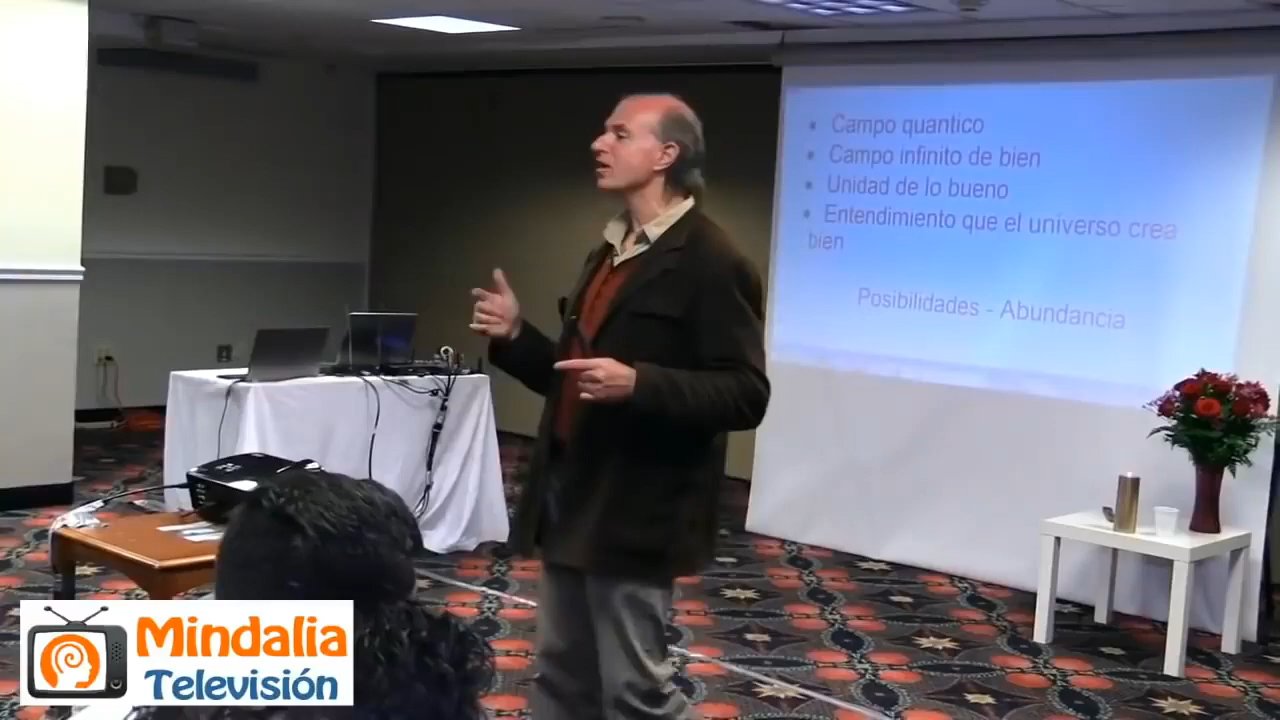 • Campo quantico
• Campo infinito de bien
• Unidad de lo bueno
• Entendimiento que el universo crea
bien
Posibilidades - Abundancia
Mindalia
Televisión